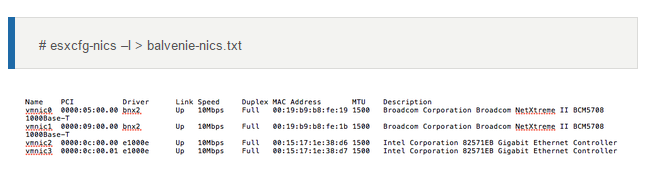 # esxcfg-nics –l > balvenie-nics.txt
Name PCI Driver Link Speed Duplex MAC Address MTU Description
vmnic0 0000:05:00.00 bnx2 Up 10Mbps Full 00:19:b9:b8:fe:19 1500 Broadcom Corporation Broadcom NetXtreme II BCM5708
1000Base-T
vmnic1 0000:09:00.00 bnx2 Up 10Mbps Full 00:19:b9:b8:fe:1b 1500 Broadcom Corporation Broadcom NetXtreme II BCM5708
1000Base-T
vmnic2 0000:0c:00.00 e1000e Up 10Mbps Full 00:15:17:1e:38:d6 1500 Intel Corporation 82571EB Gigabit Ethernet Controller
vmnic3 0000:0c:00.01 e1000e Up 10Mbps Full 00:15:17:1e:38:d7 1500 Intel Corporation 82571EB Gigabit Ethernet Controller